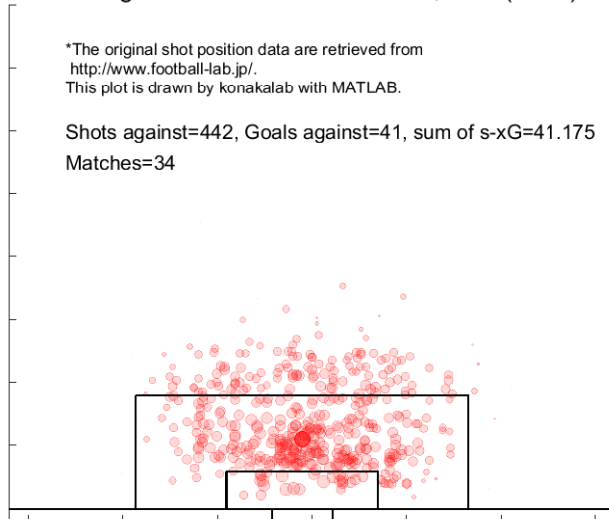 *The original shot position data are retrieved from
http://www.football-lab.jp/.
This plot is drawn by konakalab with MATLAB.
Shots against=442, Goals against=41, sum of s-xG=41.175
Matches=34